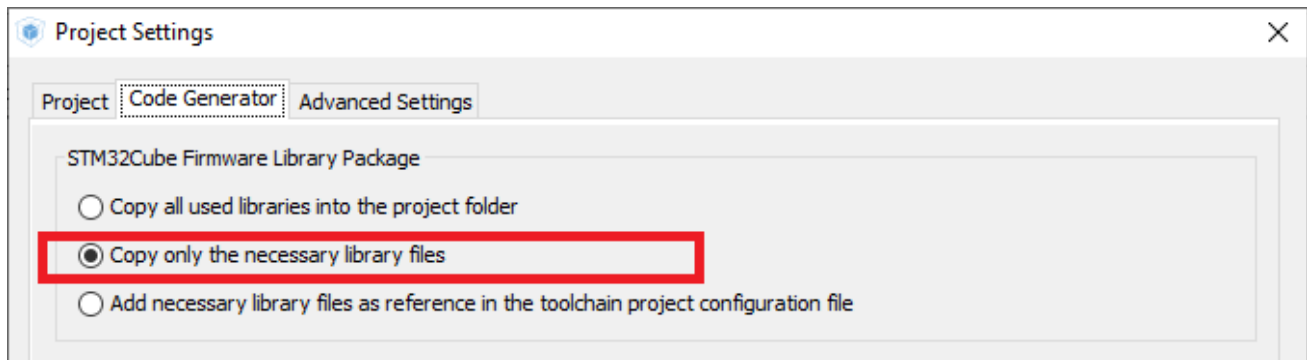 Project Settings
Project Code Generator Advanced Settings
STM32Cube Firmware Library Package
Copy all used libraries into the project folder
Copy only the necessary library files
Add necessary library files as reference in the toolchain project configuration file